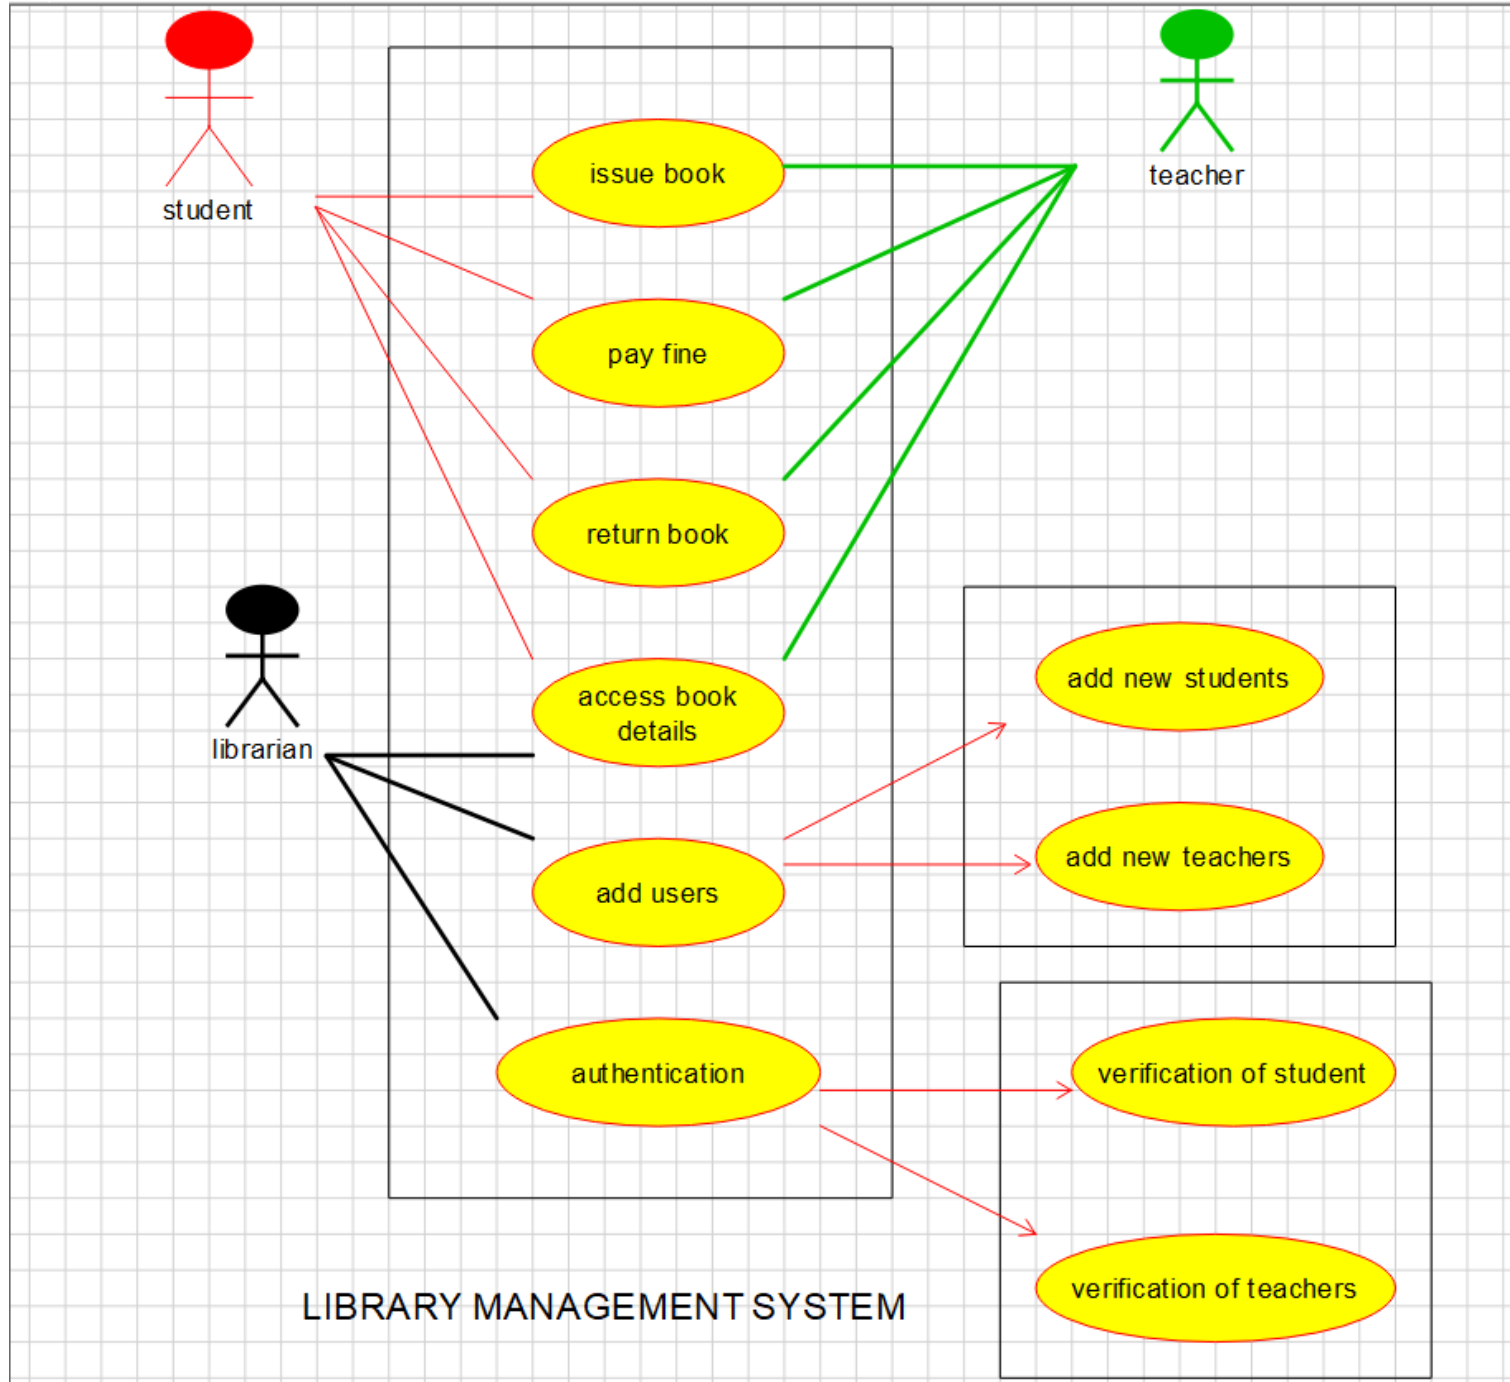 student
teacher
issue book
pay fine
return book
access book
details
librarian
add users
authentication
add new students
add new teachers
verification of student
verification of teachers
LIBRARY MANAGEMENT SYSTEM